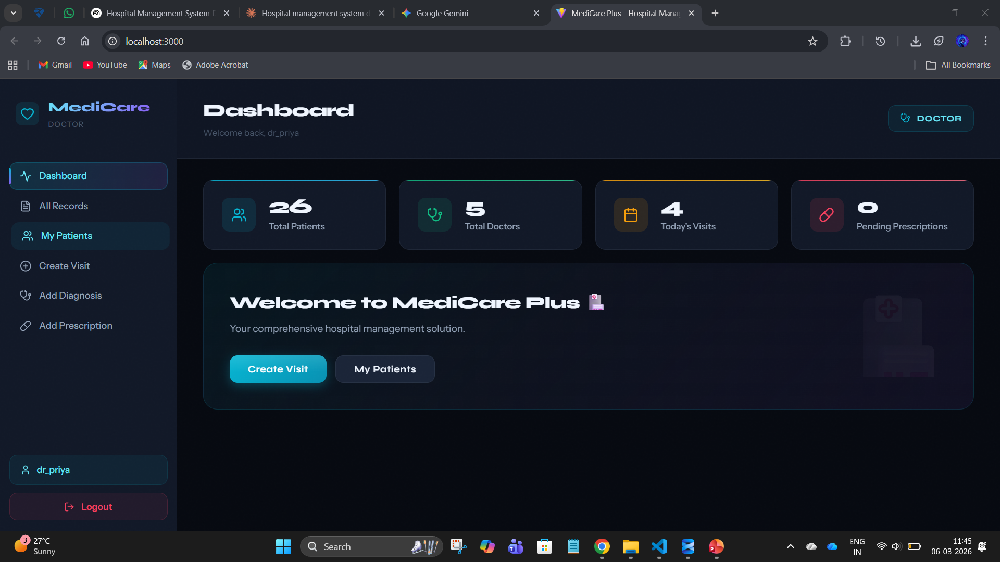 Hospital Management System D
Hospital management system d
Google Gemini
MediCare Plus - Hospital Mana
localhost:3000
Gmail
YouTube
Maps
Adobe Acrobat
All Bookmarks
MediCare
DOCTOR
Dashboard
All Records
My Patients
Create Visit
Add Diagnosis
Add Prescription
dr_priya
Logout
Dashboard
Welcome back, dr_priya
DOCTOR
26
Total Patients
5
Total Doctors
4
Today's Visits
0
Pending Prescriptions
Welcome to MediCare Plus
Your comprehensive hospital management solution.
Create Visit
My Patients
3
27°C
Sunny
Search
ENG
IN
11:45
06-03-2026